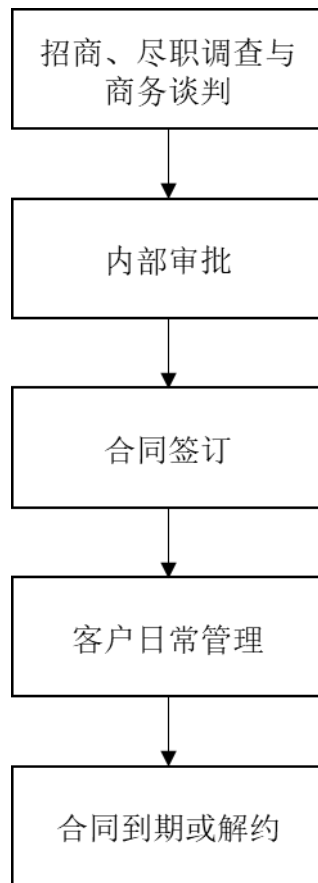 招商、尽职调查与
商务谈判
内部审批
合同签订
客户日常管理
合同到期或解约